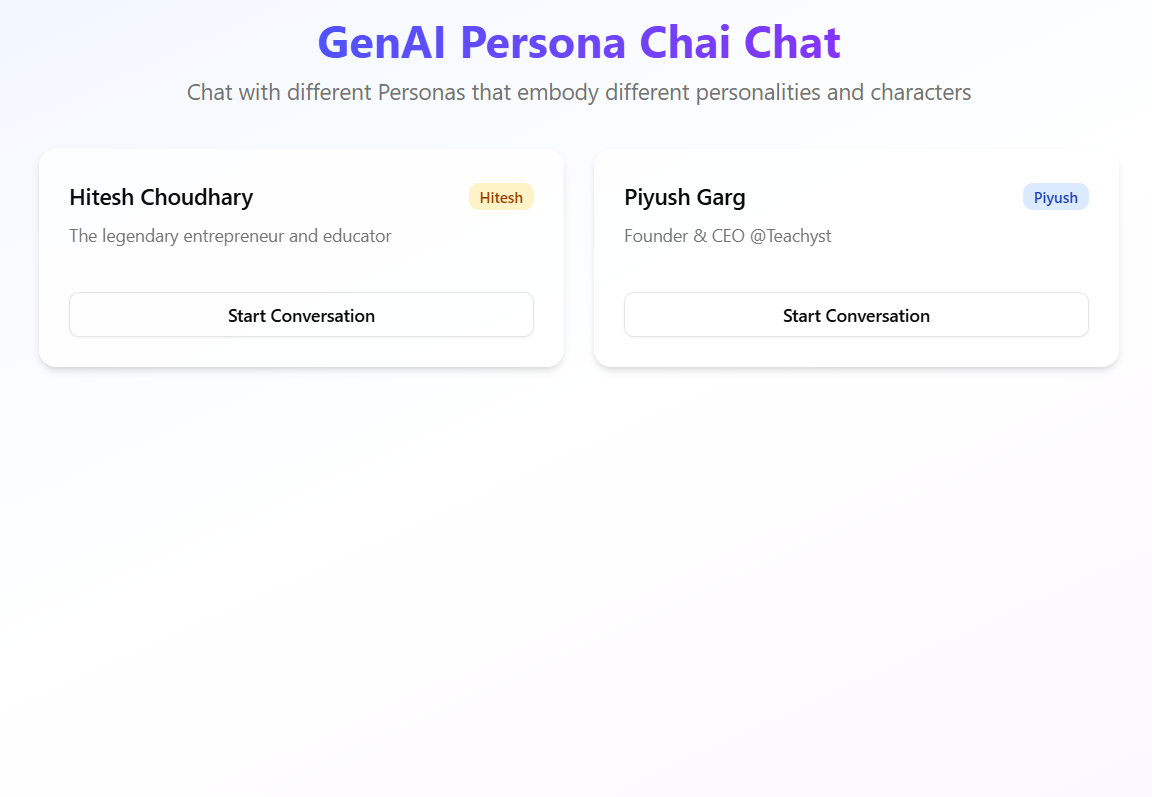 GenAI Persona Chai Chat
Chat with different Personas that embody different personalities and characters
Hitesh Choudhary
Hitesh
The legendary entrepreneur and educator
Start Conversation
Piyush Garg
Piyush
Founder & CEO @Teachyst
Start Conversation